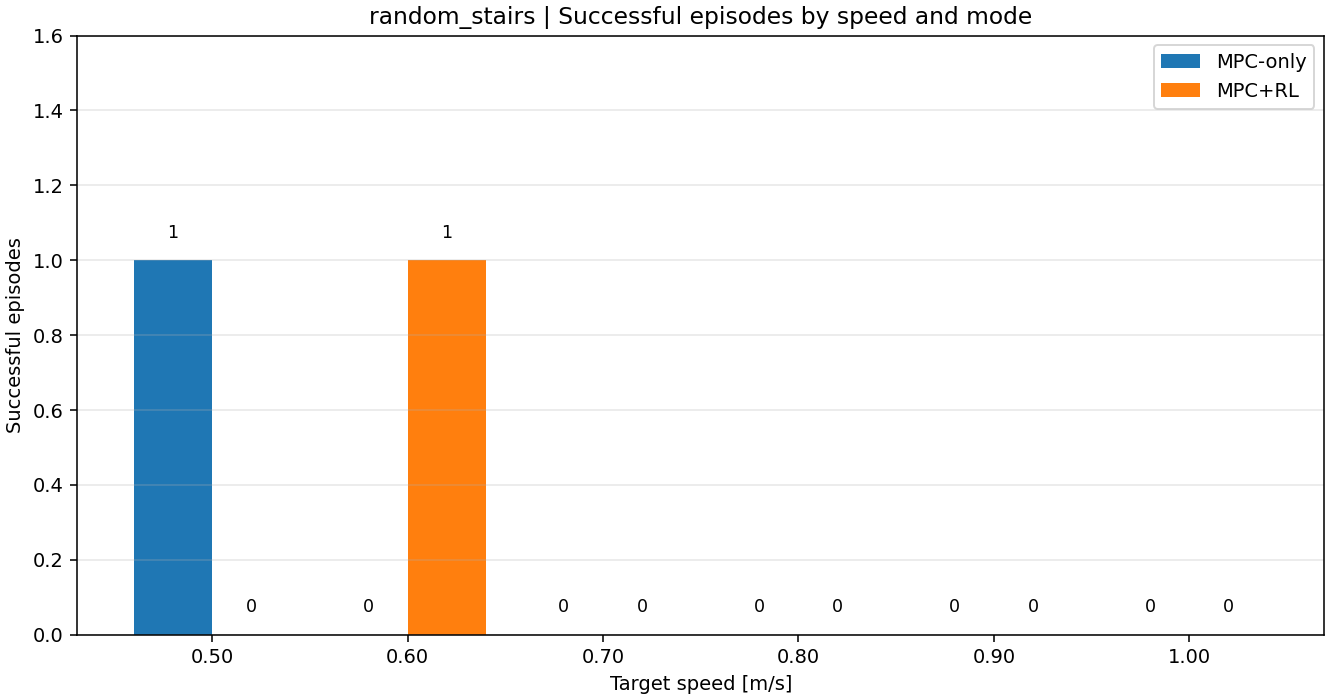 random_stairs | Successful episodes by speed and mode
1.6
MPC-only
MPC+RL
1.4
1.2
1 1
1.0
Successful episodes
0.8
0.6
0.4
0.2
0 0 0 0 0 0 0 0 0 0
0.0
0.50 0.60 0.70 0.80 0.90 1.00
Target speed [m/s]